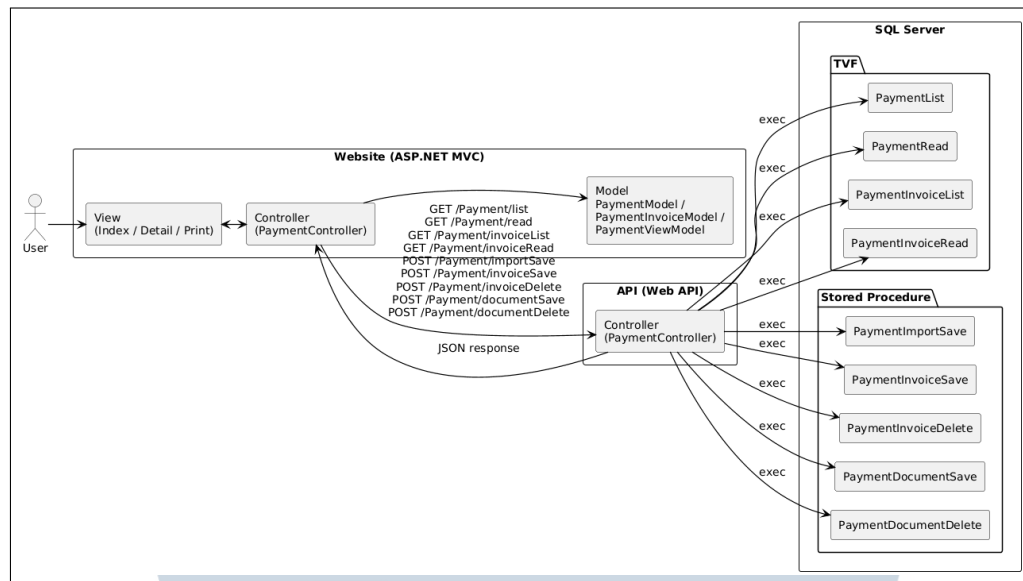 SQL Server
TVF
PaymentList
exec
PaymentRead
exec
Website (ASP.NET MVC)
Model
PaymentModel /
PaymentInvoiceModel /
PaymentViewModel
PaymentInvoiceList
exec
View
(Index / Detail / Print)
Controller
(PaymentController)
User
GET /Payment/list
GET /Payment/read
GET /Payment/invoiceList
GET /Payment/invoiceRead
POST /Payment/importSave
POST /Payment/invoiceSave
POST /Payment/invoiceDelete
POST /Payment/documentSave
POST /Payment/documentDelete
PaymentInvoiceRead
exec
API (Web API)
Controller
(PaymentController)
JSON response
Stored Procedure
exec
PaymentImportSave
exec
PaymentInvoiceSave
exec
PaymentInvoiceDelete
exec
PaymentDocumentSave
exec
PaymentDocumentDelete